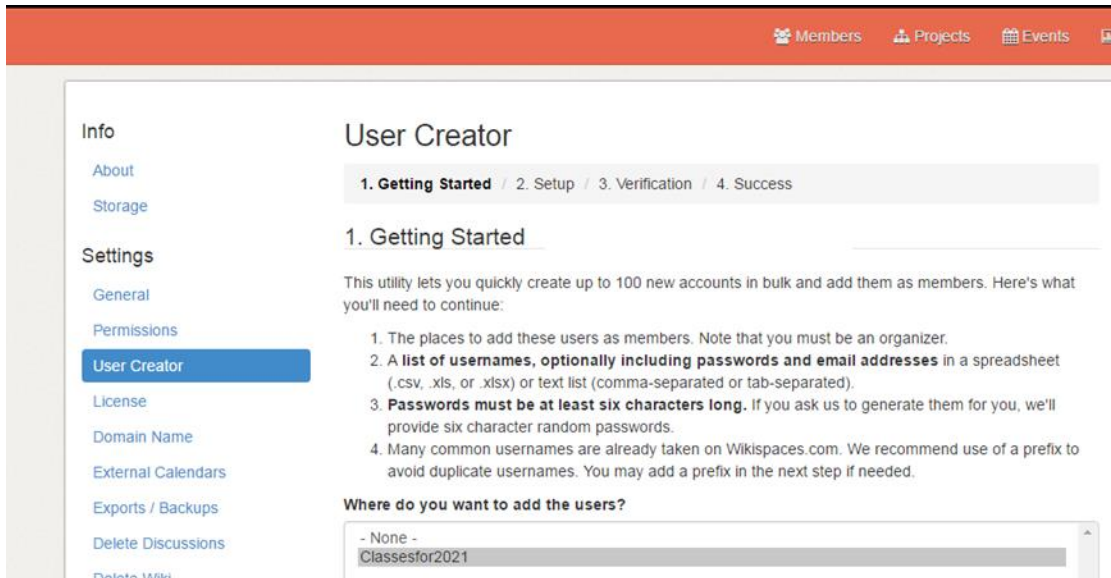 Members Projects Events
Info
About
Storage
Settings
General
Permissions
User Creator
License
Domain Name
External Calendars
Exports / Backups
Delete Discussions
Delete Wiki
User Creator
1. Getting Started / 2. Setup / 3. Verification / 4. Success
1. Getting Started
This utility lets you quickly create up to 100 new accounts in bulk and add them as members. Here's what
you'll need to continue:
1. The places to add these users as members. Note that you must be an organizer.
2. A list of usernames, optionally including passwords and email addresses in a spreadsheet
(.csv, .xls, or .xlsx) or text list (comma-separated or tab-separated).
3. Passwords must be at least six characters long. If you ask us to generate them for you, we'll
provide six character random passwords.
4. Many common usernames are already taken on Wikispaces.com. We recommend use of a prefix to
avoid duplicate usernames. You may add a prefix in the next step if needed.
Where do you want to add the users?
- None -
Classesfor2021